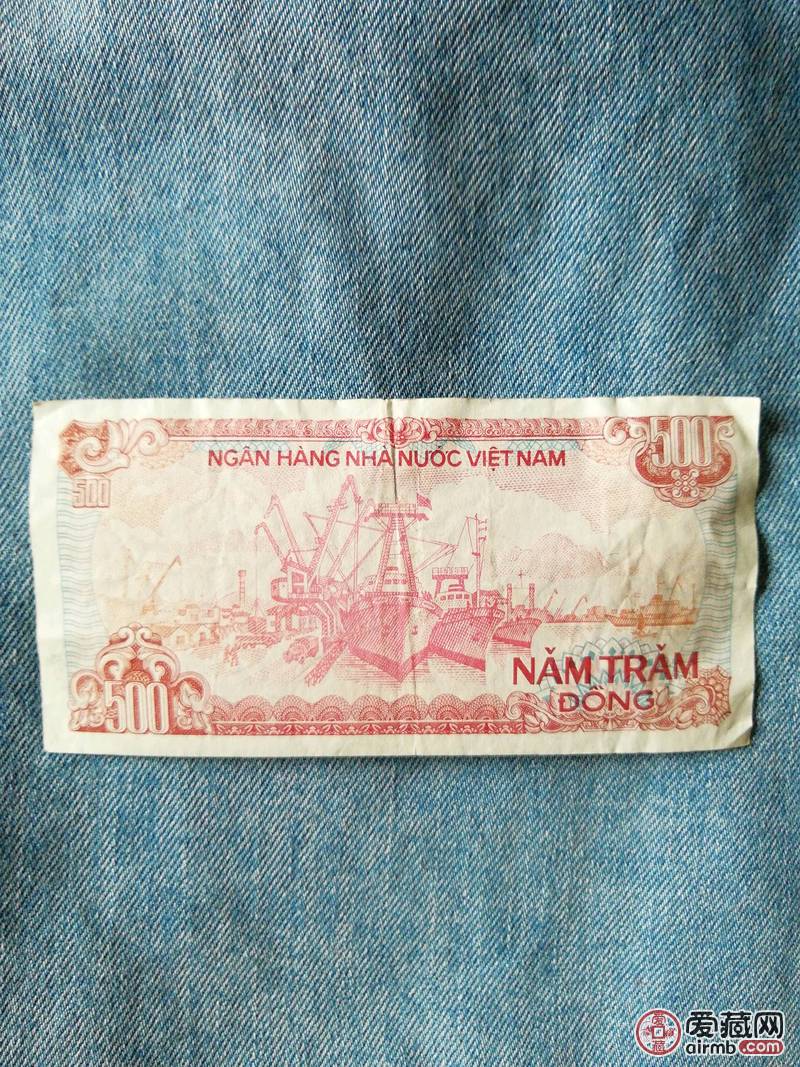 NGÂN HÀNG NHÀ NƯỚC VIỆT NAM
500
500
500
NĂM TRĂM
ĐỒNG
爱藏网
airmb.com